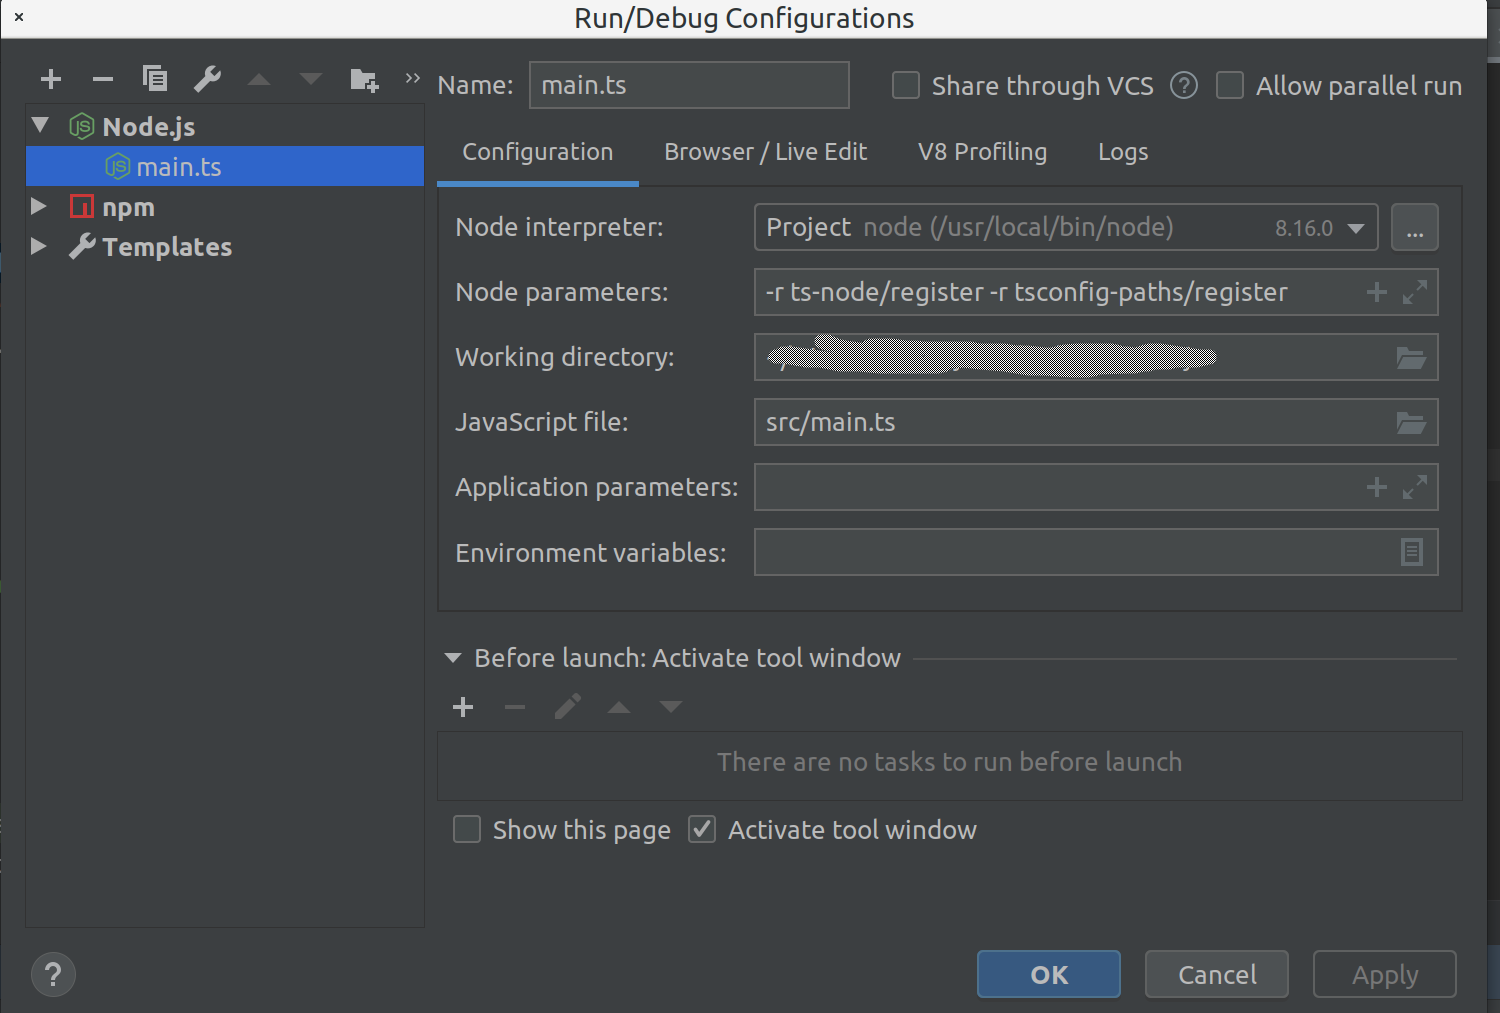 Run/Debug Configurations
Name: main.ts Share through VCS ? Allow parallel run
Node.js
main.ts
npm
Templates
Configuration Browser / Live Edit V8 Profiling Logs
Node interpreter: Project node (/usr/local/bin/node) 8.16.0 ...
Node parameters: -r ts-node/register -r tsconfig-paths/register
Working directory:
JavaScript file: src/main.ts
Application parameters:
Environment variables:
Before launch: Activate tool window
There are no tasks to run before launch
Show this page Activate tool window
? OK Cancel Apply